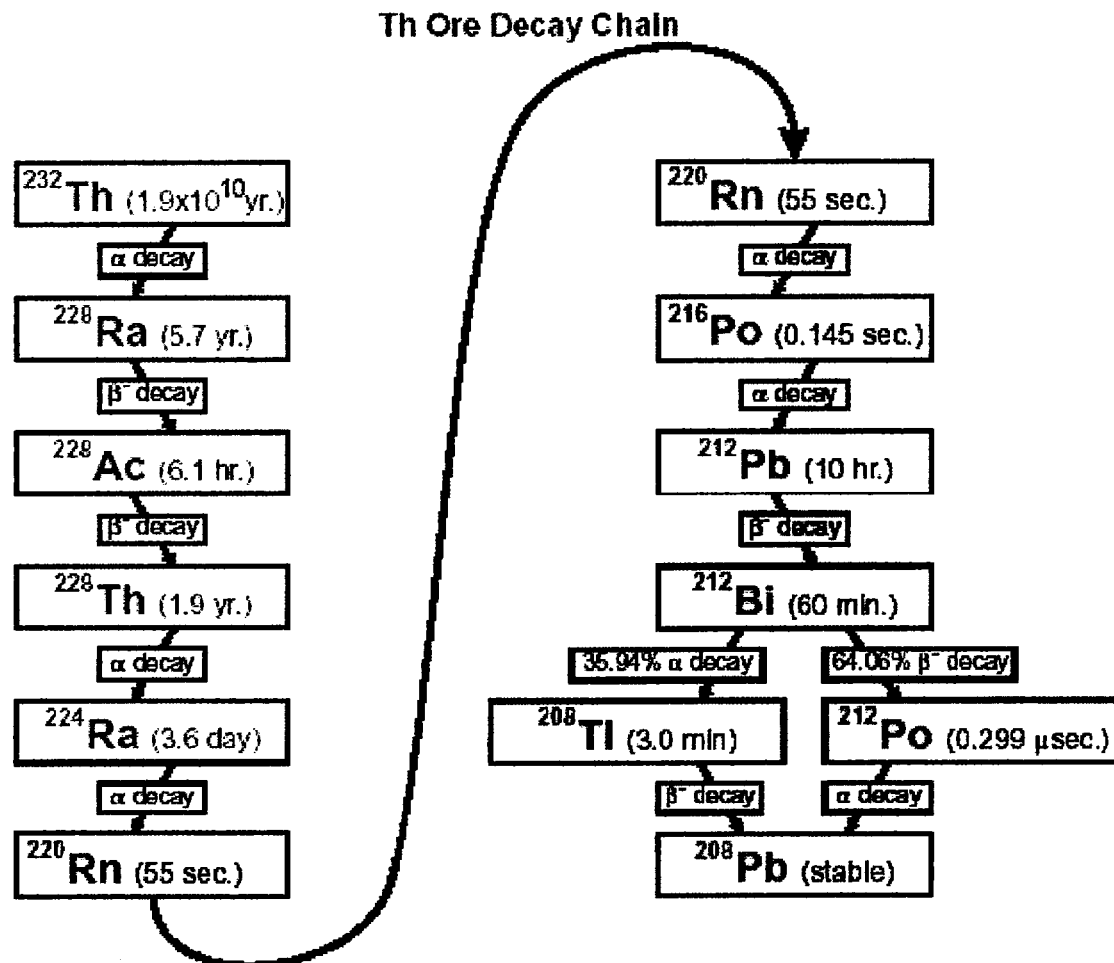 Th Ore Decay Chain
²³²Th (1.9x10¹⁰yr.)
α decay
²²⁸Ra (5.7 yr.)
β⁻ decay
²²⁸Ac (6.1 hr.)
β⁻ decay
²²⁸Th (1.9 yr.)
α decay
²²⁴Ra (3.6 day)
α decay
²²⁰Rn (55 sec.)
²²⁰Rn (55 sec.)
α decay
²¹⁶Po (0.145 sec.)
α decay
²¹²Pb (10 hr.)
β⁻ decay
²¹²Bi (60 min.)
35.94% α decay
64.06% β⁻ decay
²⁰⁸Tl (3.0 min)
²¹²Po (0.299 μsec.)
β⁻ decay
α decay
²⁰⁸Pb (stable)